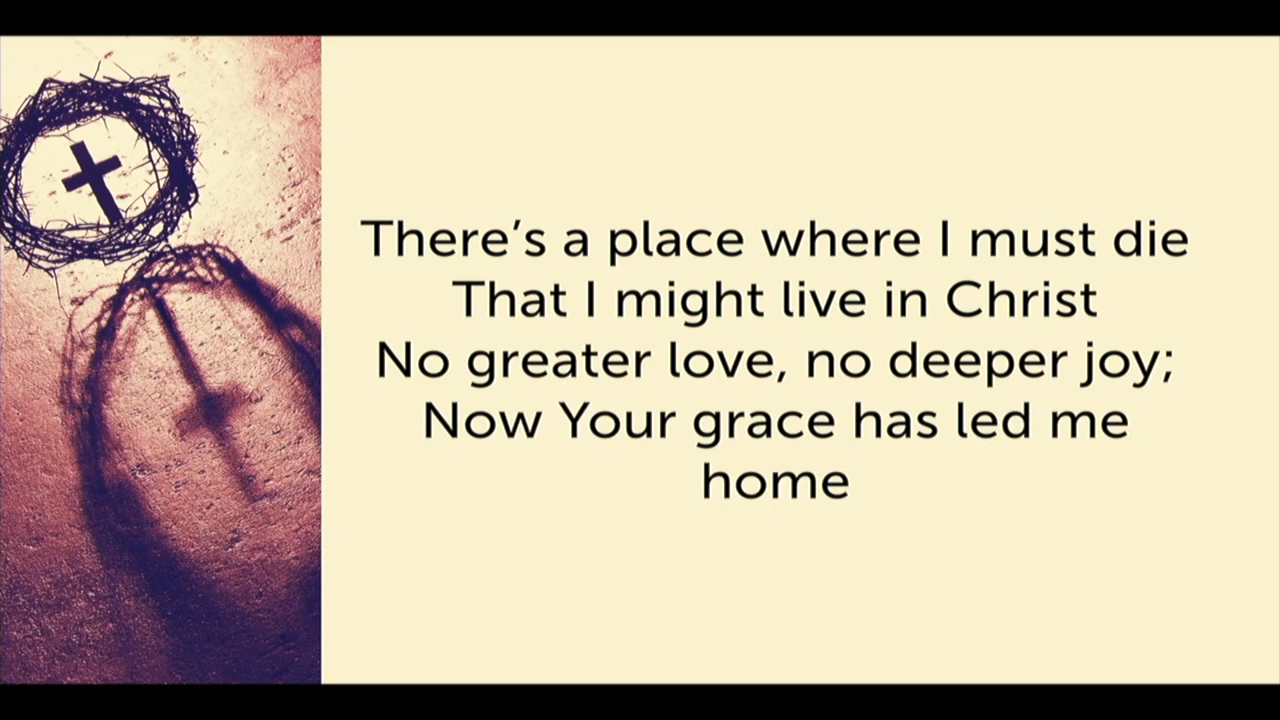 There’s a place where I must die
That I might live in Christ
No greater love, no deeper joy;
Now Your grace has led me
home